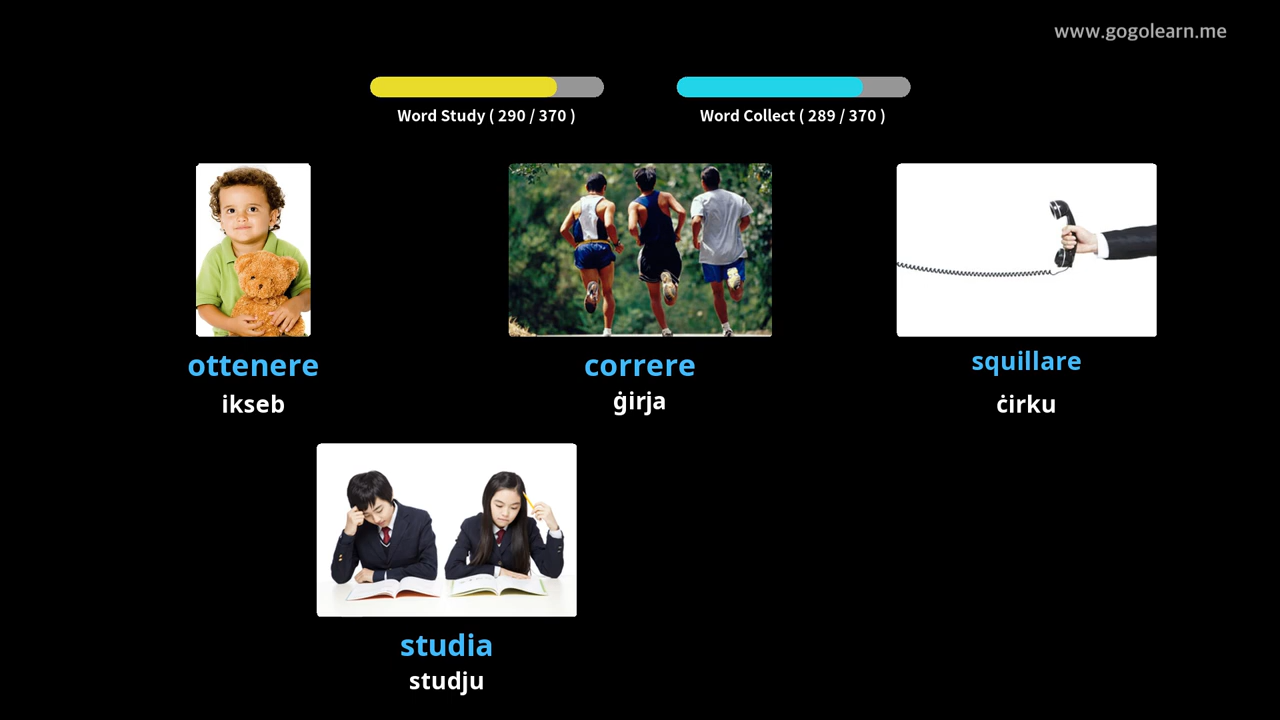 www.gogolearn.me
Word Study ( 290 / 370 )
Word Collect ( 289 / 370 )
ottenere
ikseb
correre
ġirja
squillare
ċirku
studia
studju